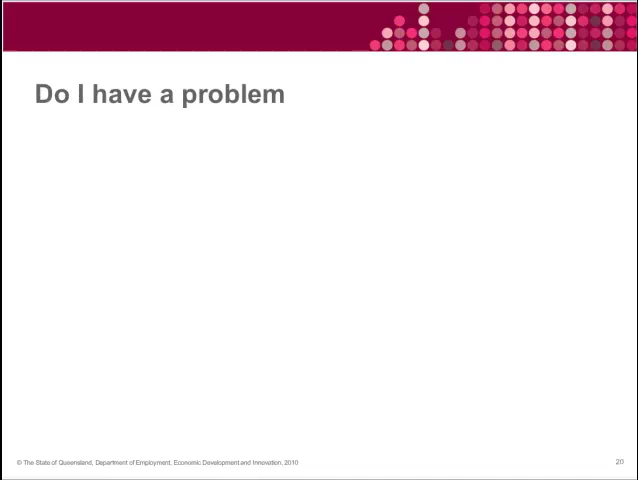 Do I have a problem
© The State of Queensland, Department of Employment, Economic Development and Innovation, 2010
20